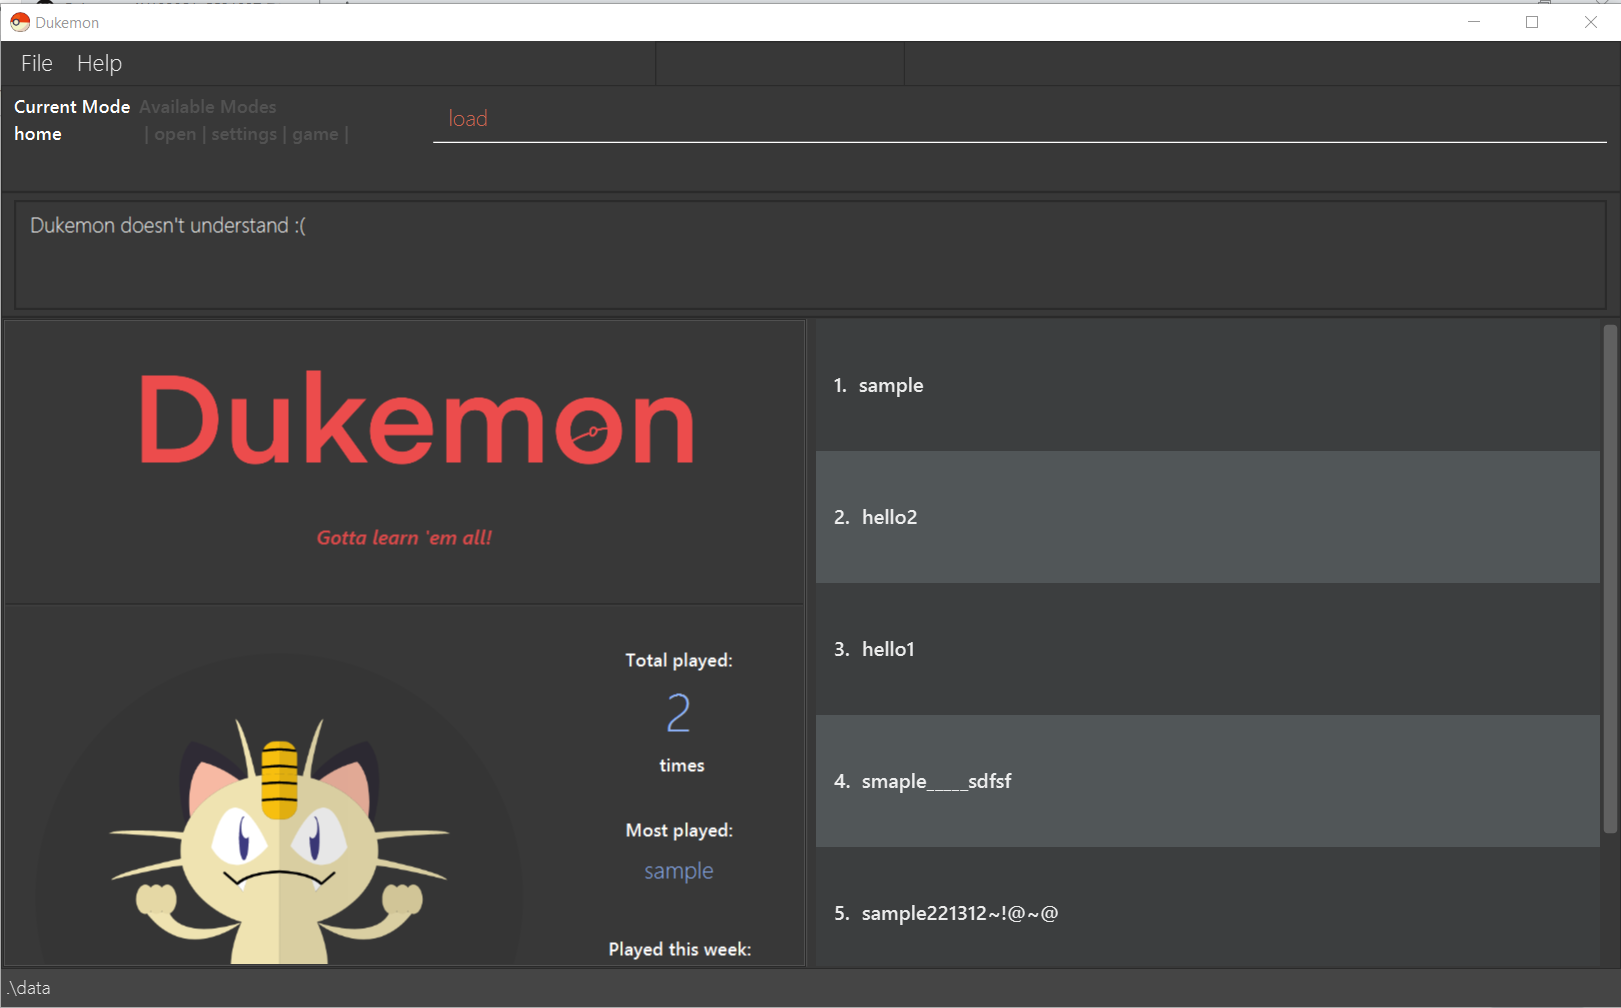 Dukemon
File Help
Current Mode Available Modes
home | open | settings | game |
load
Dukemon doesn't understand :(
Dukemon
Gotta learn 'em all!
Total played:
2
times
Most played:
sample
Played this week:
1. sample
2. hello2
3. hello1
4. smaple_____sdfsf
5. sample221312~!@~@
.\data